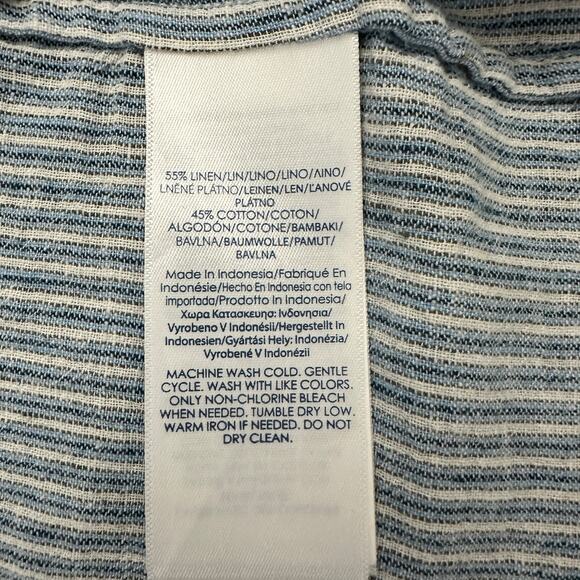 55% LINEN/LIN/LINO/LINO/ΛΙΝΟ/
LNĚNÉ PLÁTNO/LEINEN/LEN/ĽANOVÉ
PLÁTNO
45% COTTON/COTON/
ALGODÓN/COTONE/BAMBAKI/
BAVLNA/BAUMWOLLE/PAMUT/
BAVLNA
Made In Indonesia/Fabriqué En
Indonésie/Hecho En Indonesia con tela
importada/Prodotto In Indonesia/
Χωρα Κατασκευησ: Ινδονησια/
Vyrobeno V Indonésii/Hergestellt In
Indonesien/Gyártási Hely: Indonézia/
Vyrobené V Indonézii
MACHINE WASH COLD. GENTLE
CYCLE. WASH WITH LIKE COLORS.
ONLY NON-CHLORINE BLEACH
WHEN NEEDED. TUMBLE DRY LOW.
WARM IRON IF NEEDED. DO NOT
DRY CLEAN.